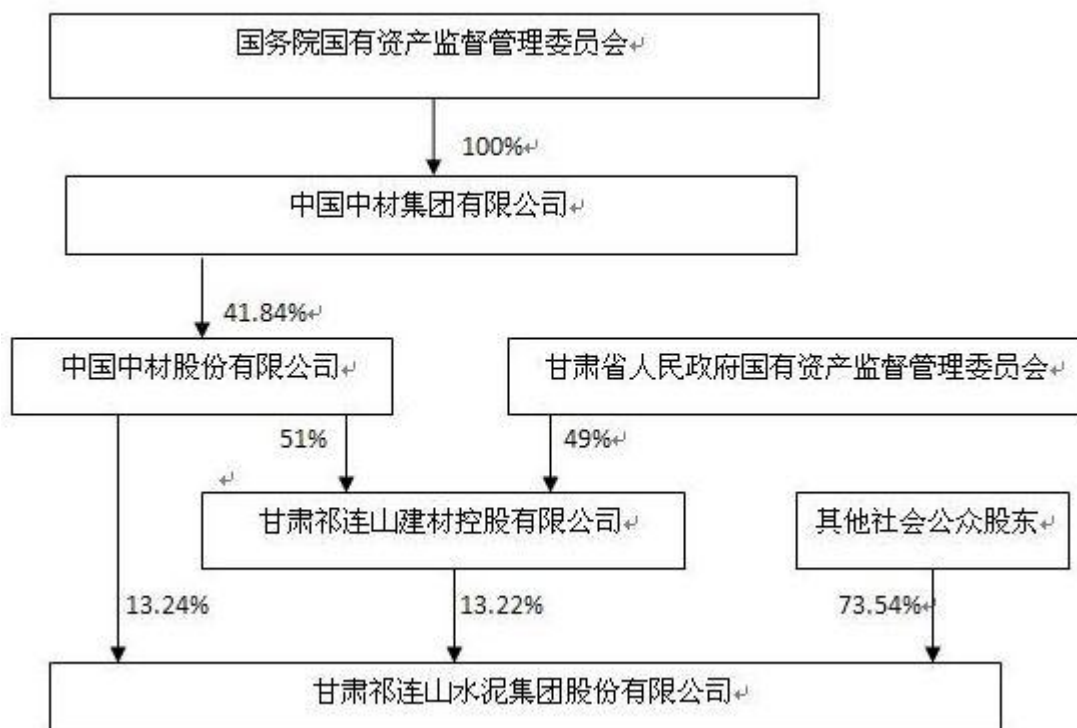 国务院国有资产监督管理委员会
100%
中国中材集团有限公司
41.84%
中国中材股份有限公司
甘肃省人民政府国有资产监督管理委员会
51%
49%
甘肃祁连山建材控股有限公司
其他社会公众股东
13.24%
13.22%
73.54%
甘肃祁连山水泥集团股份有限公司